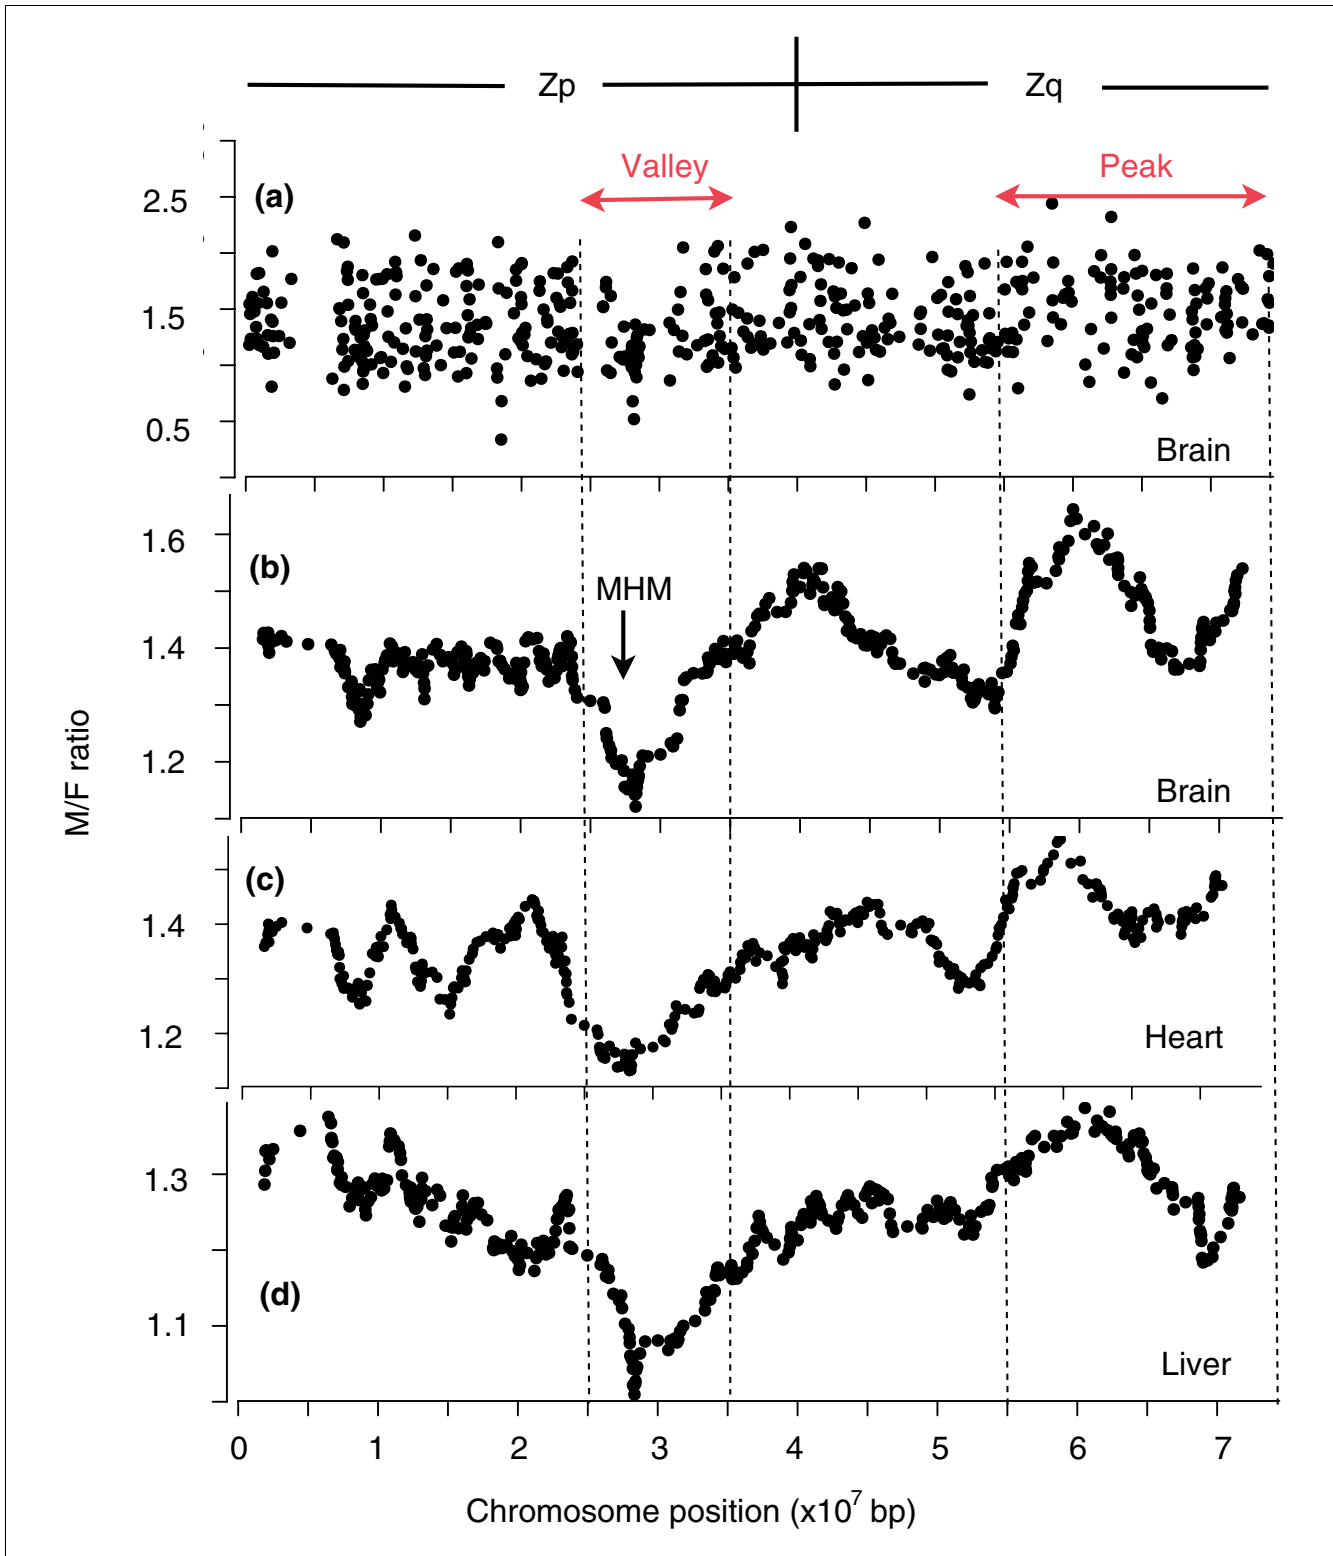 Zp Zq
Valley Peak
(a)
2.5
1.5
0.5
Brain
(b)
1.6
MHM
1.4
1.2
Brain
M/F ratio
(c)
1.4
1.2
Heart
1.3
(d)
1.1
Liver
0 1 2 3 4 5 6 7
Chromosome position (x10⁷ bp)